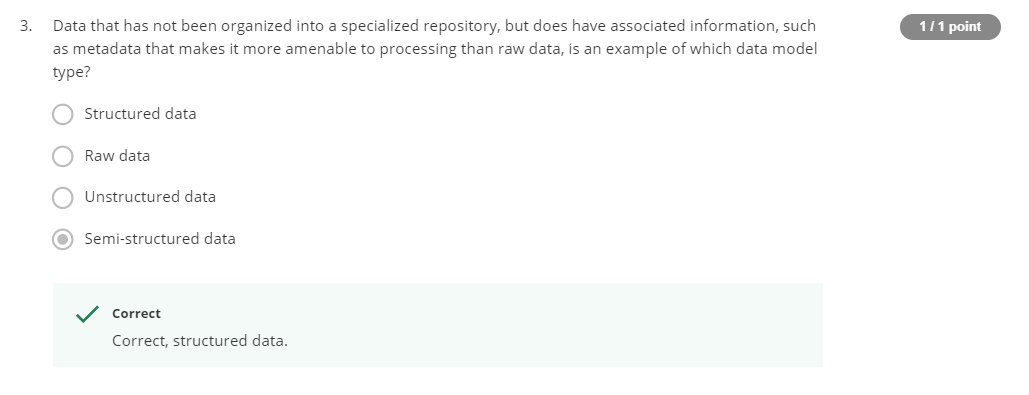 3. Data that has not been organized into a specialized repository, but does have associated information, such
1 / 1 point
as metadata that makes it more amenable to processing than raw data, is an example of which data model
type?
Structured data
Raw data
Unstructured data
Semi-structured data
Correct
Correct, structured data.